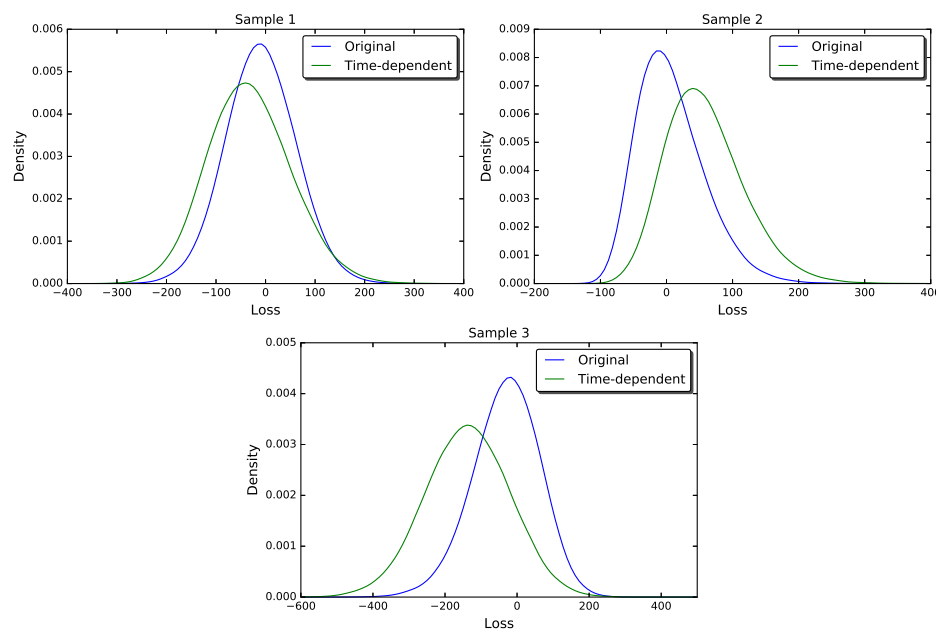 Sample 1
0.006
0.005
0.004
0.003
0.002
0.001
0.000
Density
Original
Time-dependent
−400 −300 −200 −100 0 100 200 300 400
Loss
Sample 2
0.009
0.008
0.007
0.006
0.005
0.004
0.003
0.002
0.001
0.000
Density
Original
Time-dependent
−200 −100 0 100 200 300 400
Loss
Sample 3
0.005
0.004
0.003
0.002
0.001
0.000
Density
Original
Time-dependent
−600 −400 −200 0 200 400
Loss